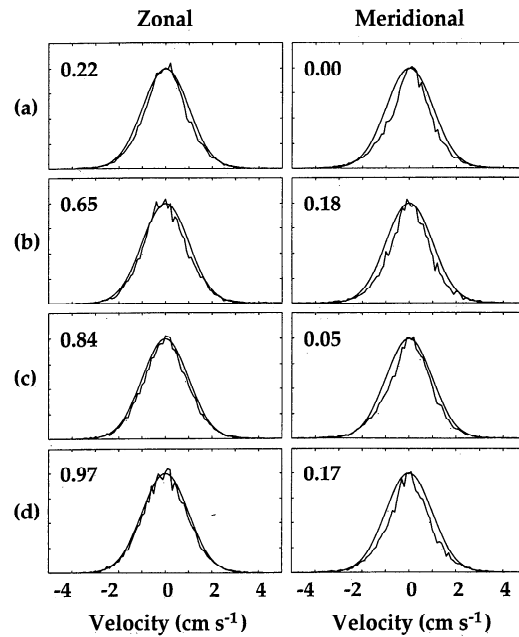 Zonal Meridional
(a) 0.22 0.00
(b) 0.65 0.18
(c) 0.84 0.05
(d) 0.97 0.17
-4 -2 0 2 4 -4 -2 0 2 4
Velocity (cm s-1) Velocity (cm s-1)